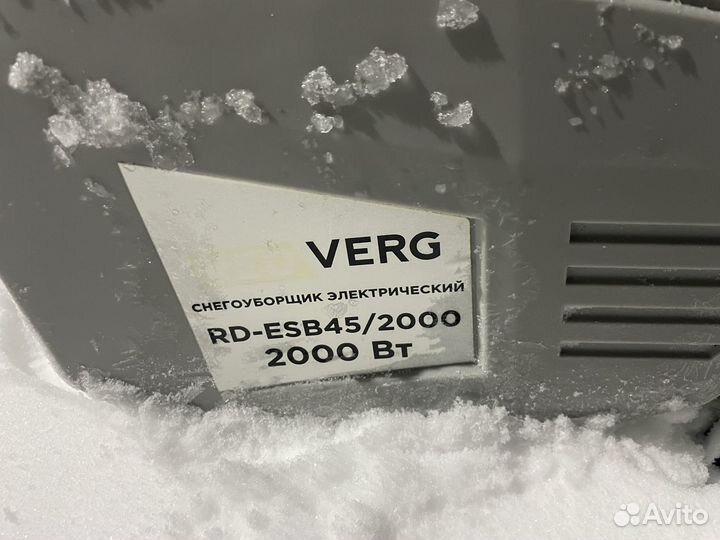 VERG
СНЕГОУБОРЩИК ЭЛЕКТРИЧЕСКИЙ
RD-ESB45/2000
2000 Вт
Avito